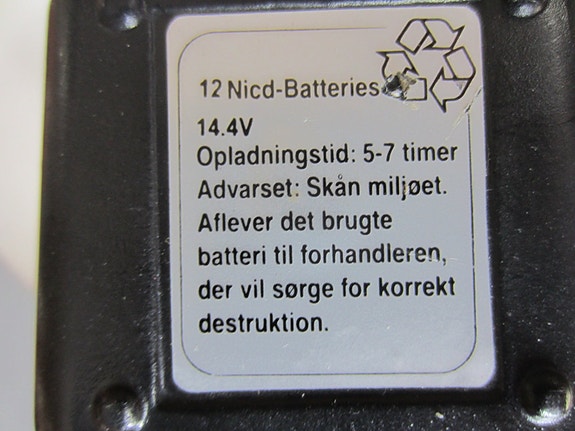 12 Nicd-Batteries
14.4V
Opladningstid: 5-7 timer
Advarset: Skån miljøet.
Aflever det brugte
batteri til forhandleren,
der vil sørge for korrekt
destruktion.